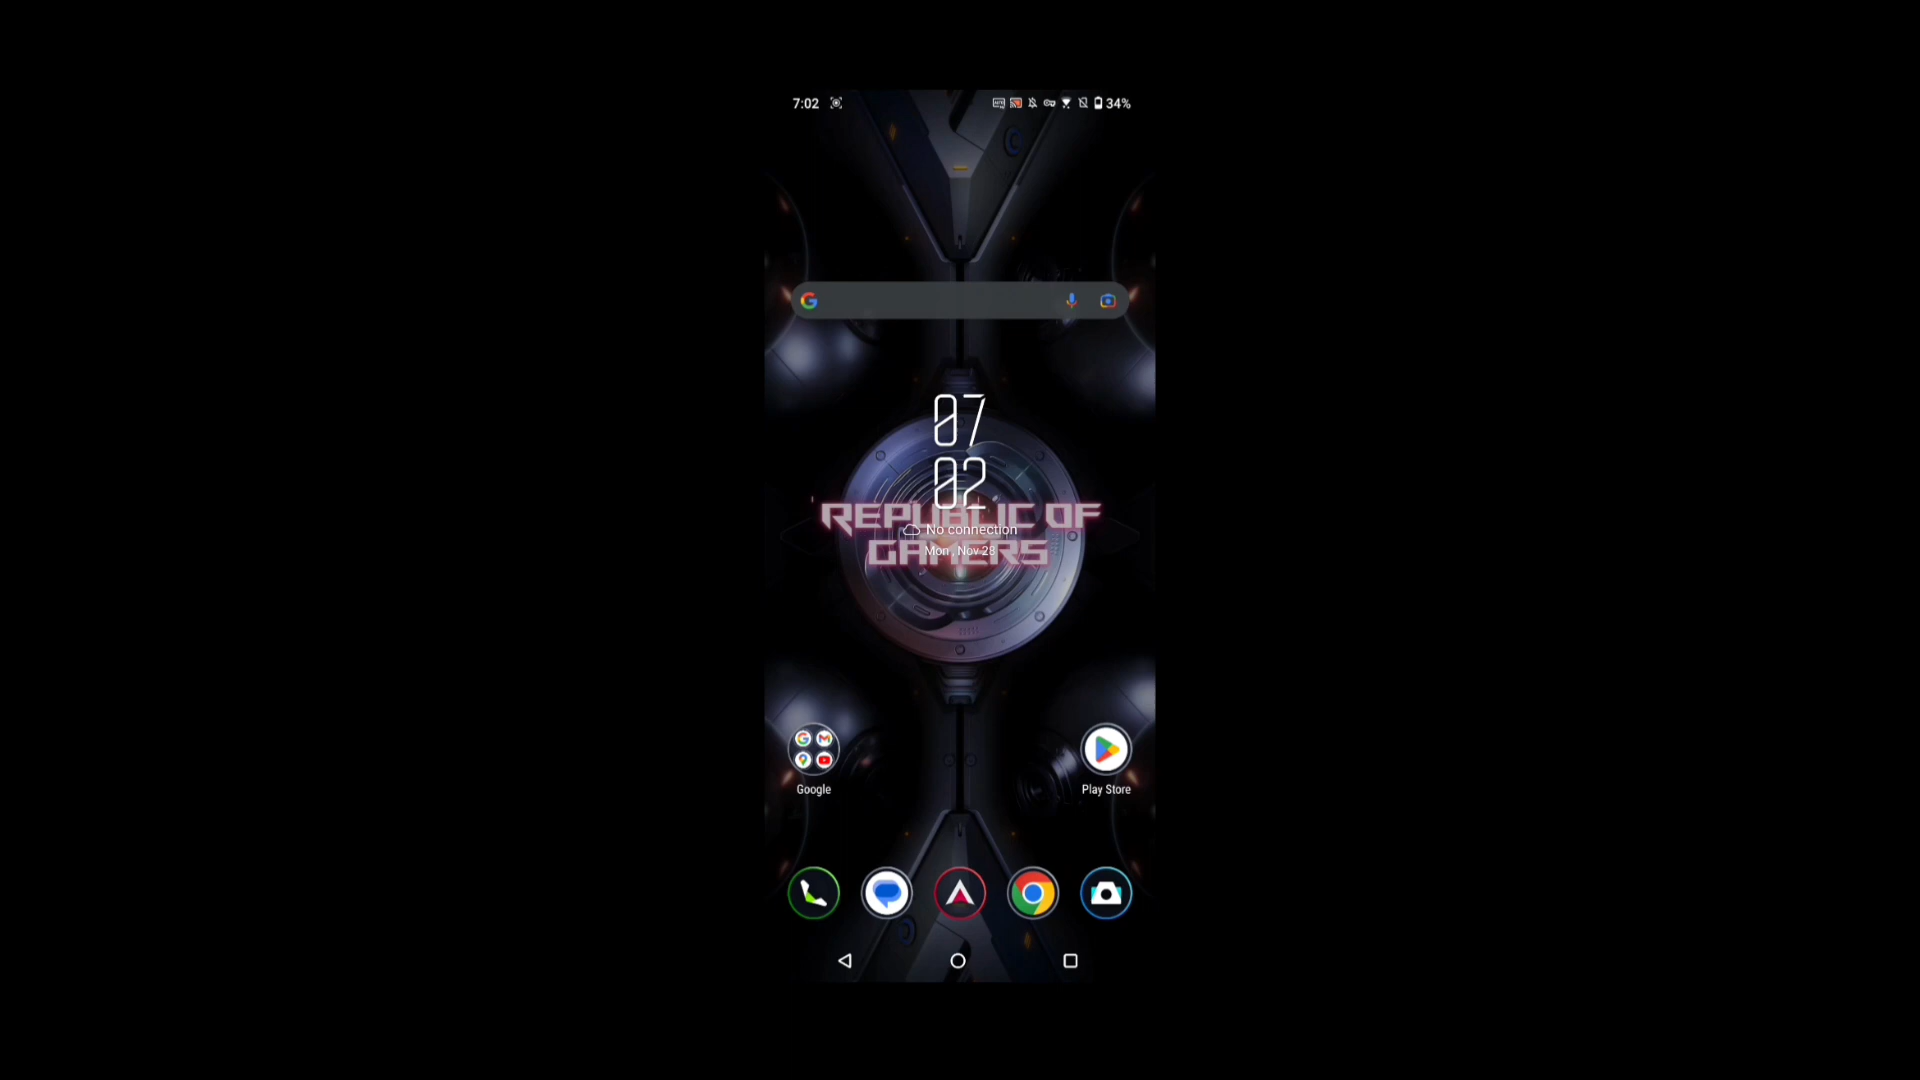 7:02 34%
07
02
REPUBLIC OF
No connection
GAMERS
Mon, Nov 28
Google
Play Store